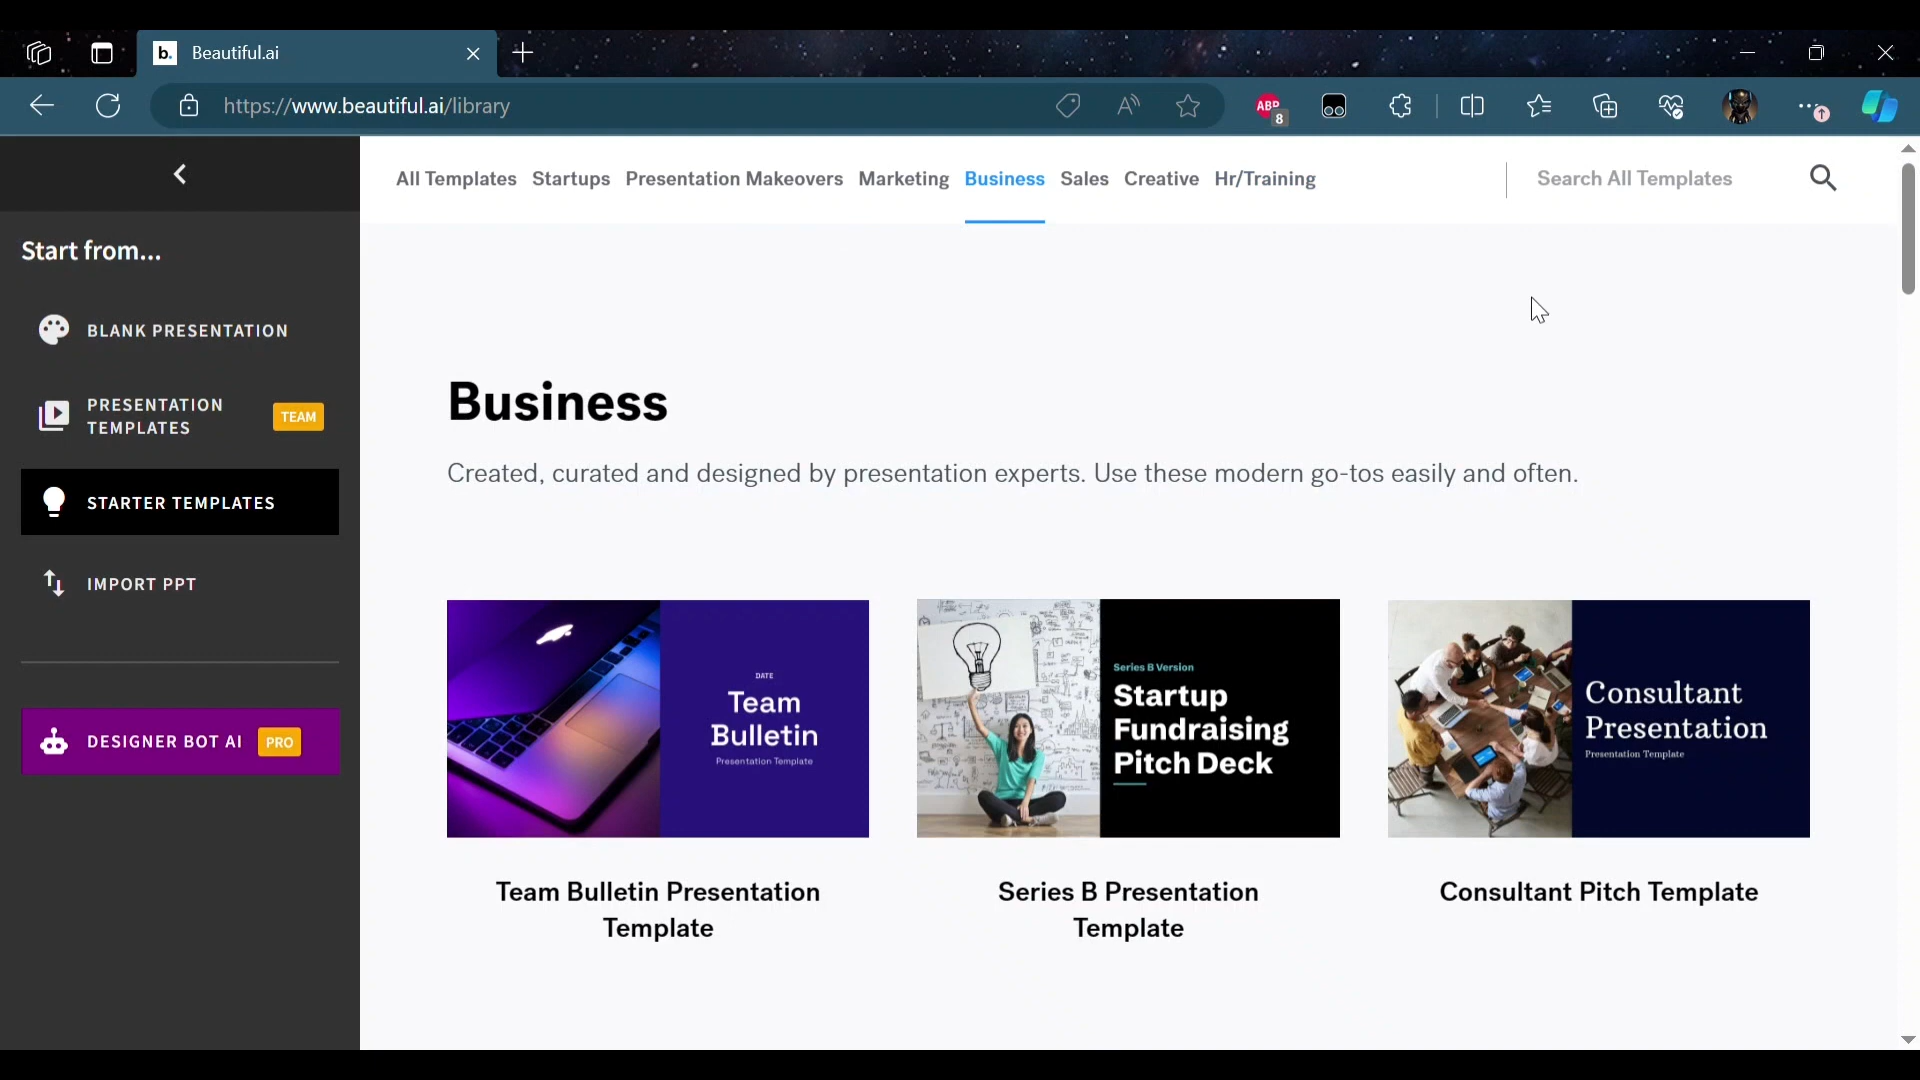 Beautiful.ai
https://www.beautiful.ai/library
ABP
8
All Templates Startups Presentation Makeovers Marketing Business Sales Creative Hr/Training
Search All Templates
Start from...
BLANK PRESENTATION
PRESENTATION
TEMPLATES
TEAM
STARTER TEMPLATES
IMPORT PPT
DESIGNER BOT AI PRO
Business
Created, curated and designed by presentation experts. Use these modern go-tos easily and often.
DATE
Team
Bulletin
Presentation Template
Series B Version
Startup
Fundraising
Pitch Deck
Consultant
Presentation
Presentation Template
Team Bulletin Presentation
Template
Series B Presentation
Template
Consultant Pitch Template